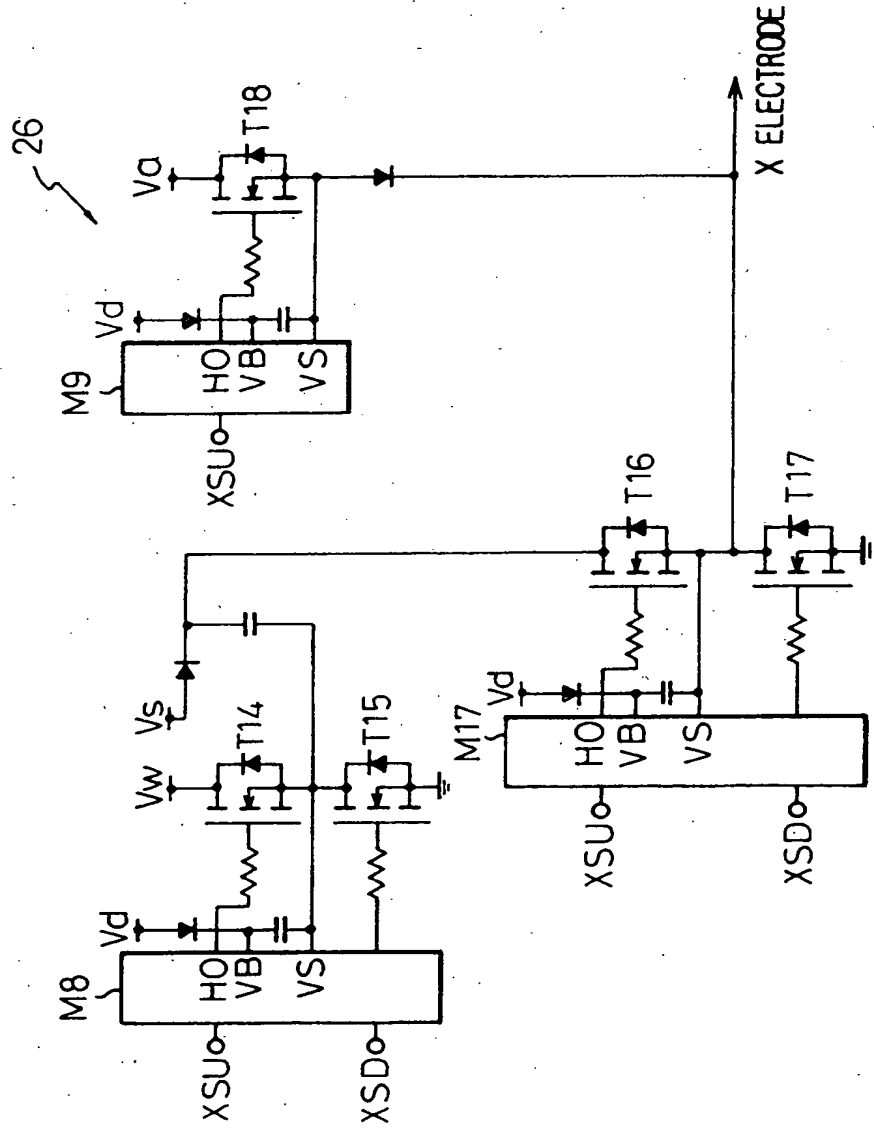 26
Va
T18
Vd
HO
VB
VS
M9
XSU
X ELECTRODE
Vs
Vw
T14
Vd
HO
VB
VS
M8
T15
XSU
XSD
T16
Vd
HO
VB
VS
M17
T17
XSU
XSD